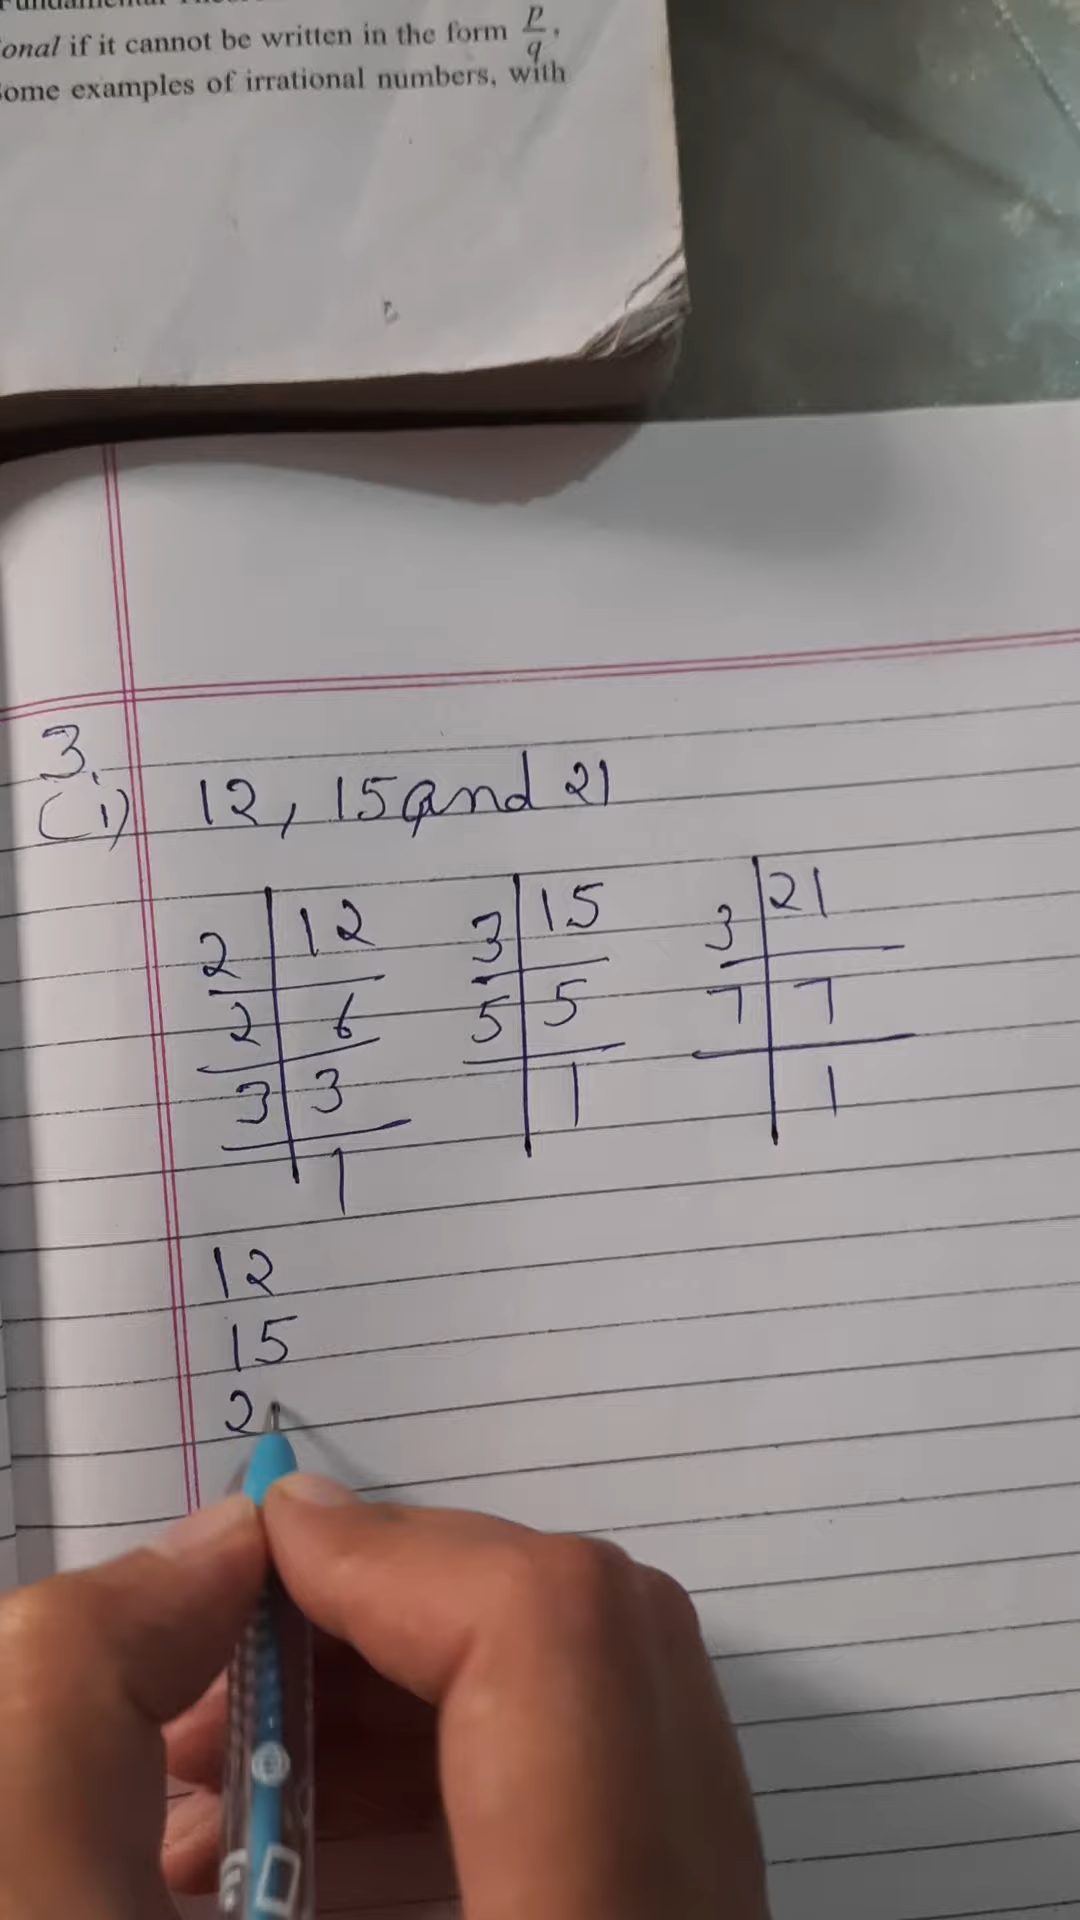 onal if it cannot be written in the form p/q,
ome examples of irrational numbers, with
3.
(1) 12, 15 and 21
2 | 12 3 | 15 3 | 21
2 | 6 5 | 5 7 | 7
3 | 3 1 1
1
12
15
2